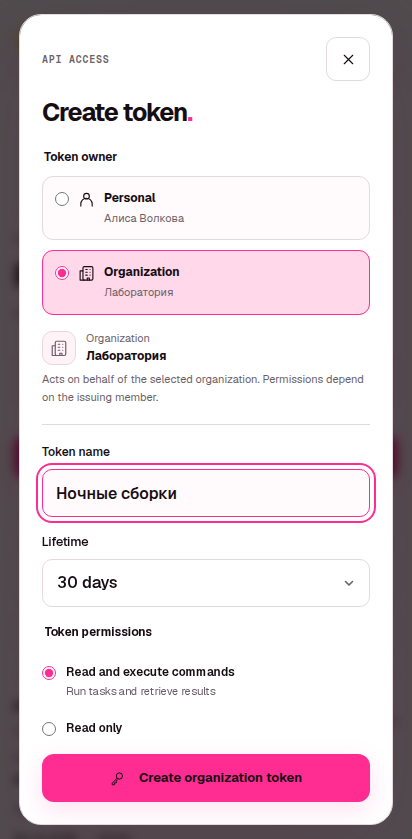 API ACCESS
Create token.
Token owner
Personal
Алиса Волкова
Organization
Лаборатория
Organization
Лаборатория
Acts on behalf of the selected organization. Permissions depend
on the issuing member.
Token name
Ночные сборки
Lifetime
30 days
Token permissions
Read and execute commands
Run tasks and retrieve results
Read only
Create organization token